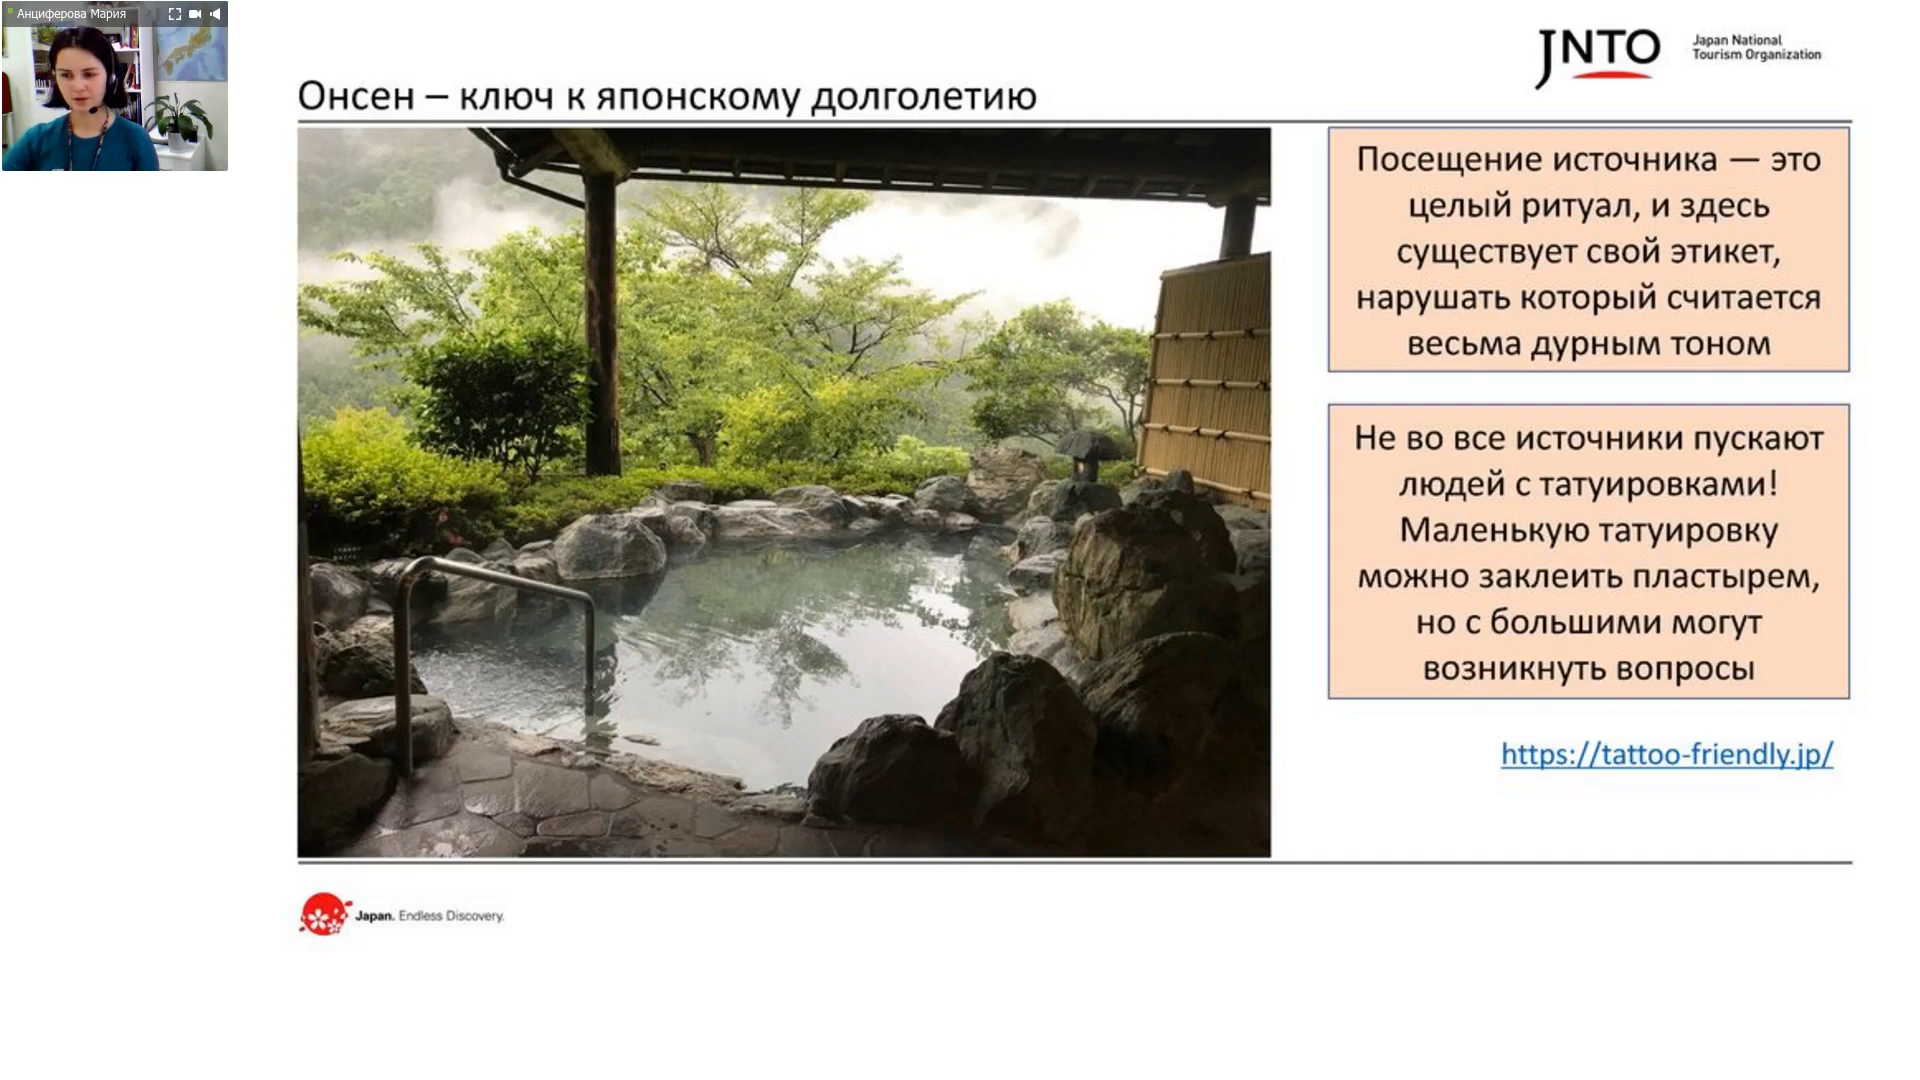 Анциферова Мария
JNTO
Japan National
Tourism Organization
Онсен – ключ к японскому долголетию
Посещение источника — это
целый ритуал, и здесь
существует свой этикет,
нарушать который считается
весьма дурным тоном
Не во все источники пускают
людей с татуировками!
Маленькую татуировку
можно заклеить пластырем,
но с большими могут
возникнуть вопросы
https://tattoo-friendly.jp/
Japan. Endless Discovery.